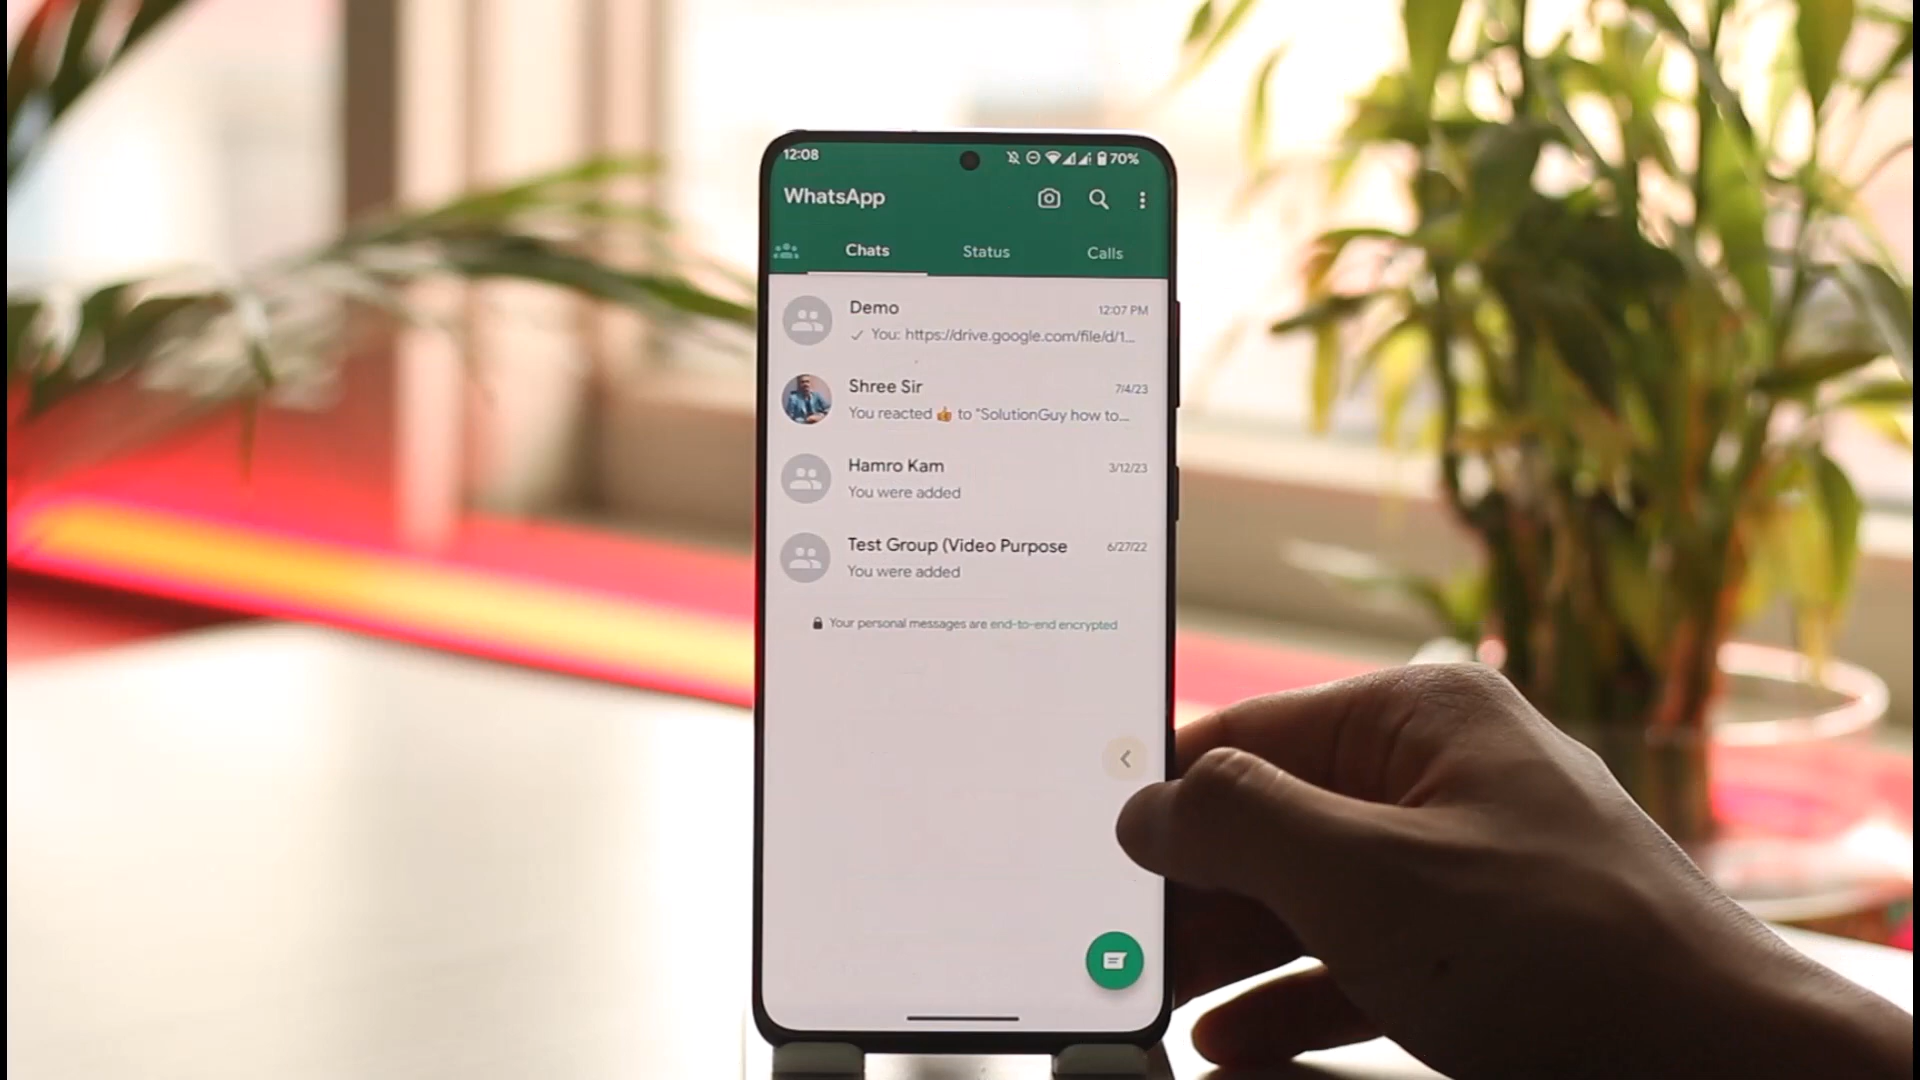 12:08
70%
WhatsApp
Chats
Status
Calls
Demo
12:07 PM
✓ You: https://drive.google.com/file/d/1...
Shree Sir
7/4/23
You reacted 👍 to "SolutionGuy how to...
Hamro Kam
3/12/23
You were added
Test Group (Video Purpose
6/27/22
You were added
Your personal messages are end-to-end encrypted